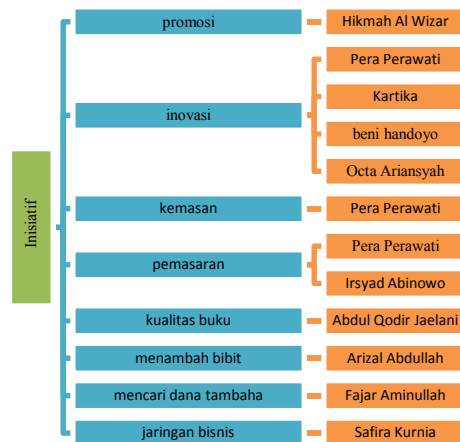 Inisiatif
promosi
Hikmah Al Wizar
inovasi
Pera Perawati
Kartika
beni handoyo
Octa Ariansyah
kemasan
Pera Perawati
pemasaran
Pera Perawati
Irsyad Abinowo
kualitas buku
Abdul Qodir Jaelani
menambah bibit
Arizal Abdullah
mencari dana tambaha
Fajar Aminullah
jaringan bisnis
Safira Kurnia